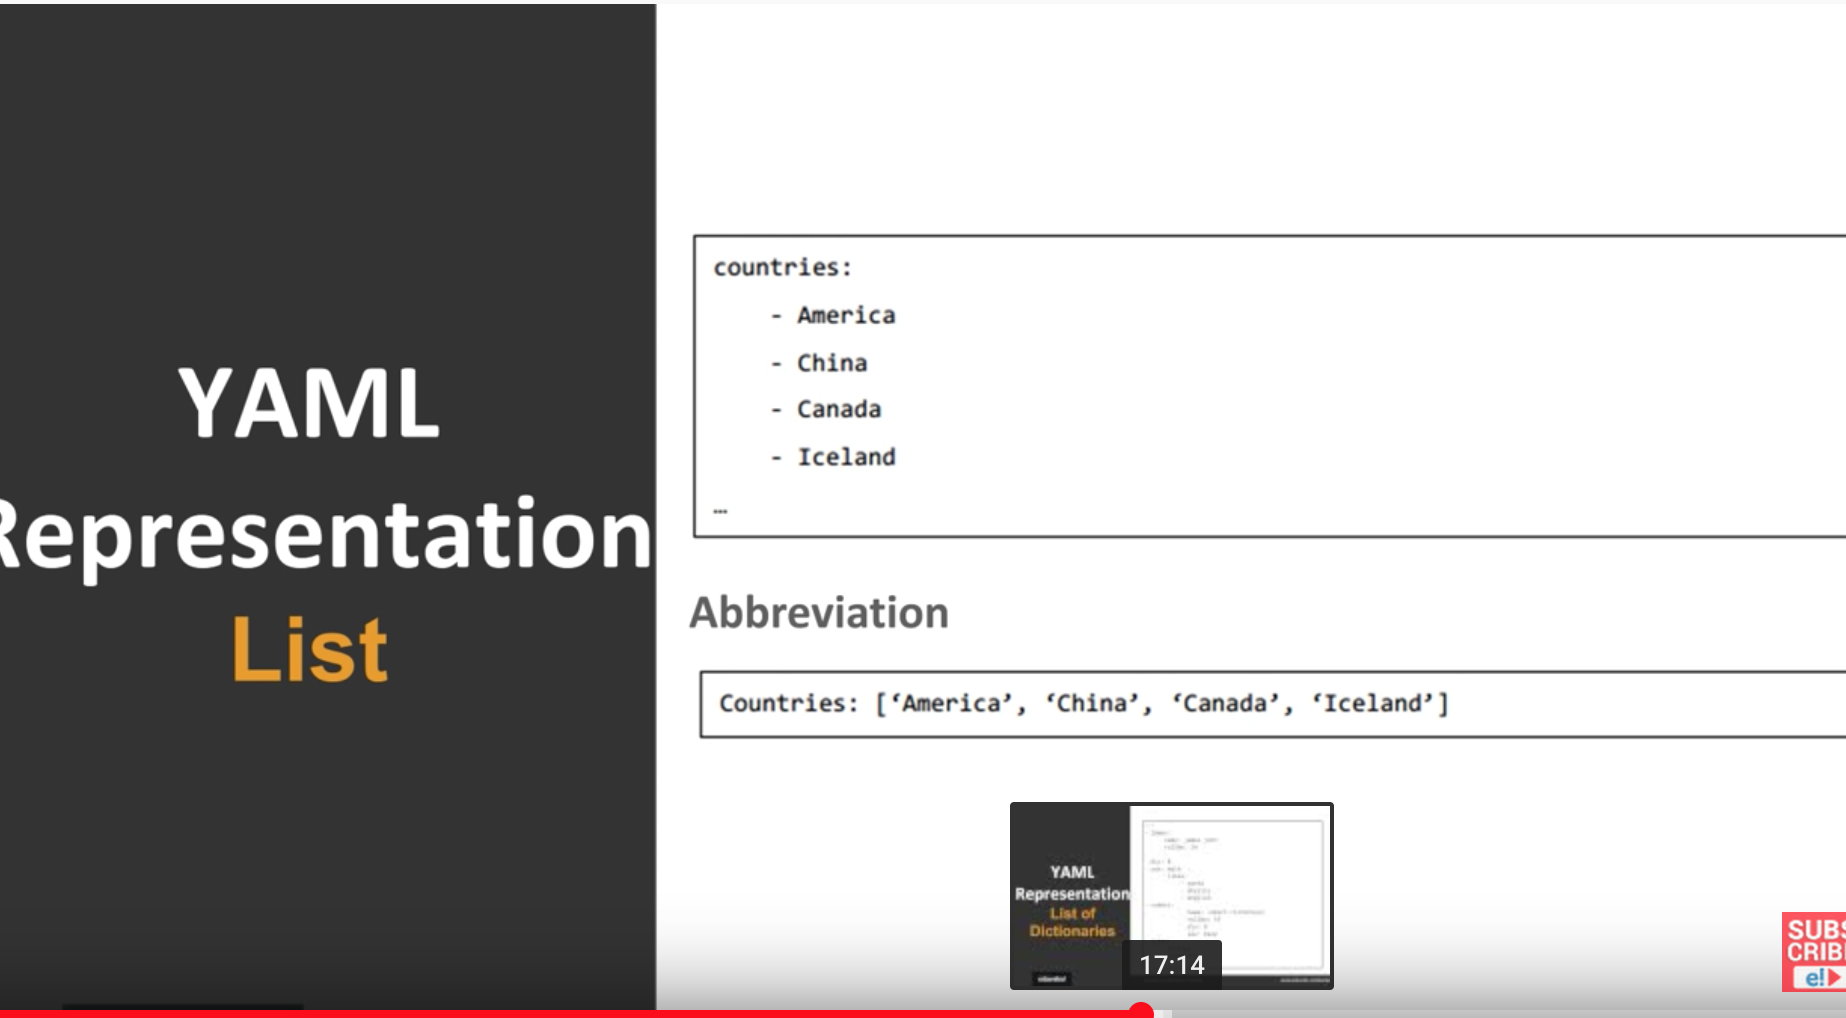 YAML
Representation
List
countries:
- America
- China
- Canada
- Iceland
…
Abbreviation
Countries: [‘America’, ‘China’, ‘Canada’, ‘Iceland’]
YAML
Representation
List of
Dictionaries
17:14
SUBS
CRIB
e!